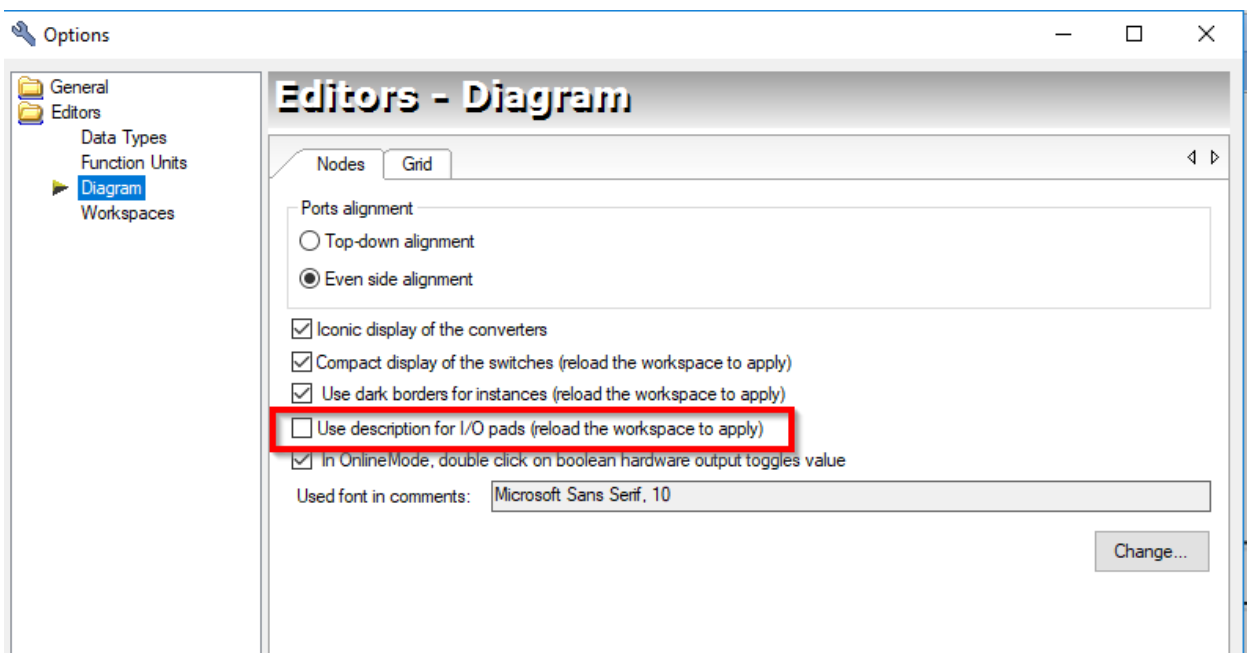 Options
General
Editors
Data Types
Function Units
Diagram
Workspaces
Editors - Diagram
Nodes
Grid
Ports alignment
Top-down alignment
Even side alignment
Iconic display of the converters
Compact display of the switches (reload the workspace to apply)
Use dark borders for instances (reload the workspace to apply)
Use description for I/O pads (reload the workspace to apply)
In OnlineMode, double click on boolean hardware output toggles value
Used font in comments: Microsoft Sans Serif, 10
Change...